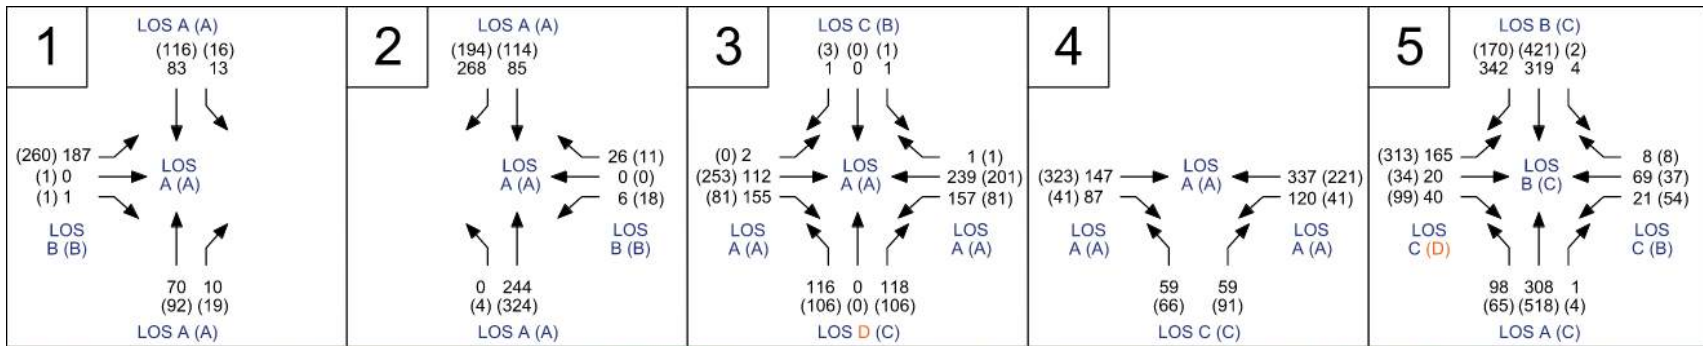 1
LOS A (A)
(116) (16)
83 13
(260) 187
(1) 0
(1) 1
LOS
A (A)
LOS
B (B)
70 10
(92) (19)
LOS A (A)
2
LOS A (A)
(194) (114)
268 85
LOS
A (A)
26 (11)
0 (0)
6 (18)
LOS
B (B)
0 244
(4) (324)
LOS A (A)
3
LOS C (B)
(3) (0) (1)
1 0 1
(0) 2
(253) 112
(81) 155
LOS
A (A)
1 (1)
239 (201)
157 (81)
LOS
A (A)
LOS
A (A)
116 0 118
(106) (0) (106)
LOS D (C)
4
(323) 147
(41) 87
LOS
A (A)
337 (221)
120 (41)
LOS
A (A)
LOS
A (A)
59 59
(66) (91)
LOS C (C)
5
LOS B (C)
(170) (421) (2)
342 319 4
(313) 165
(34) 20
(99) 40
LOS
B (C)
8 (8)
69 (37)
21 (54)
LOS
C (D)
LOS
C (B)
98 308 1
(65) (518) (4)
LOS A (C)